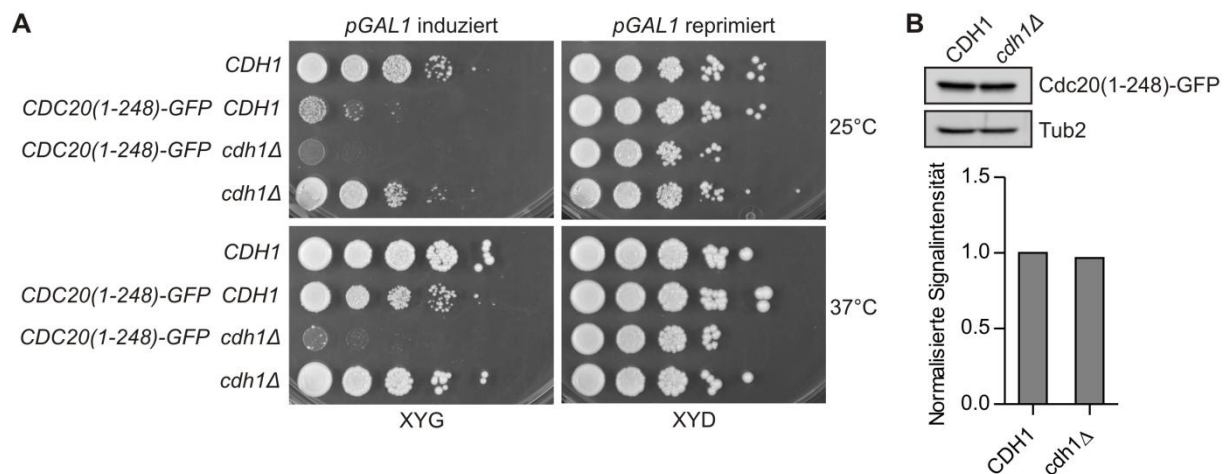 A
pGAL1 induziert
pGAL1 reprimiert
CDH1
CDC20(1-248)-GFP CDH1
CDC20(1-248)-GFP cdh1Δ
cdh1Δ
25°C
CDH1
CDC20(1-248)-GFP CDH1
CDC20(1-248)-GFP cdh1Δ
cdh1Δ
37°C
XYG
XYD
B
CDH1
cdh1Δ
Cdc20(1-248)-GFP
Tub2
Normalisierte Signalintensität
1.5
1.0
0.5
0.0
CDH1
cdh1Δ